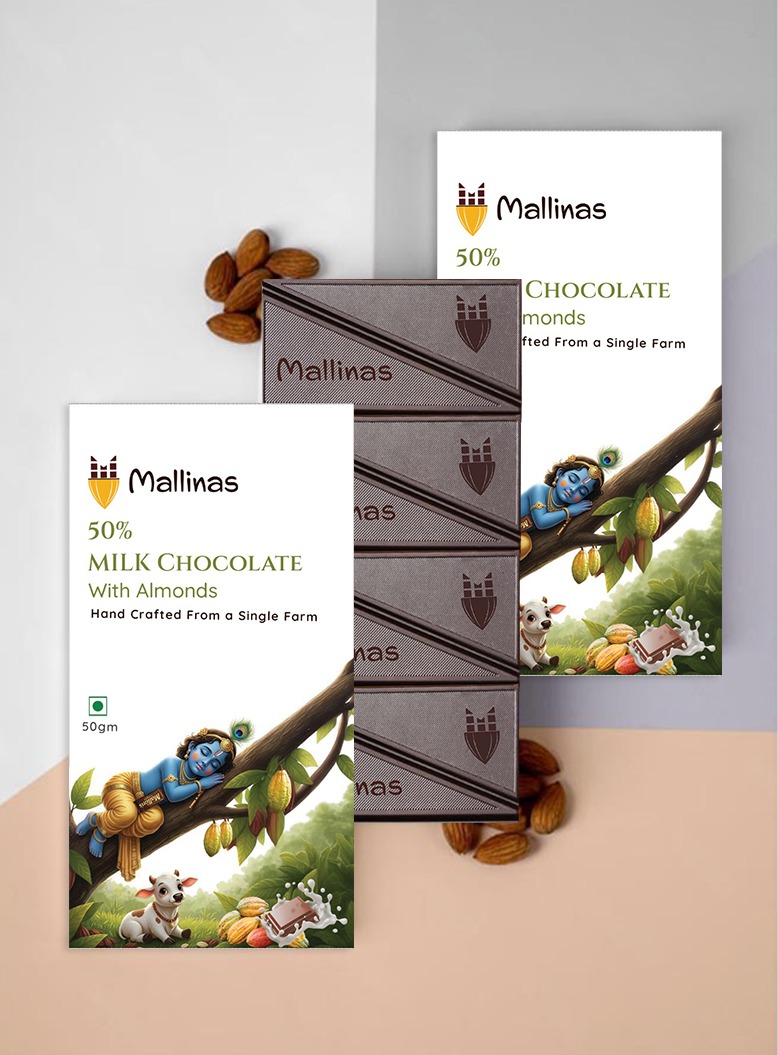 Mallinas
50%
CHOCOLATE
monds
fted From a Single Farm
Mallinas
nas
nas
nas
Mallinas
50%
MILK CHOCOLATE
With Almonds
Hand Crafted From a Single Farm
50gm